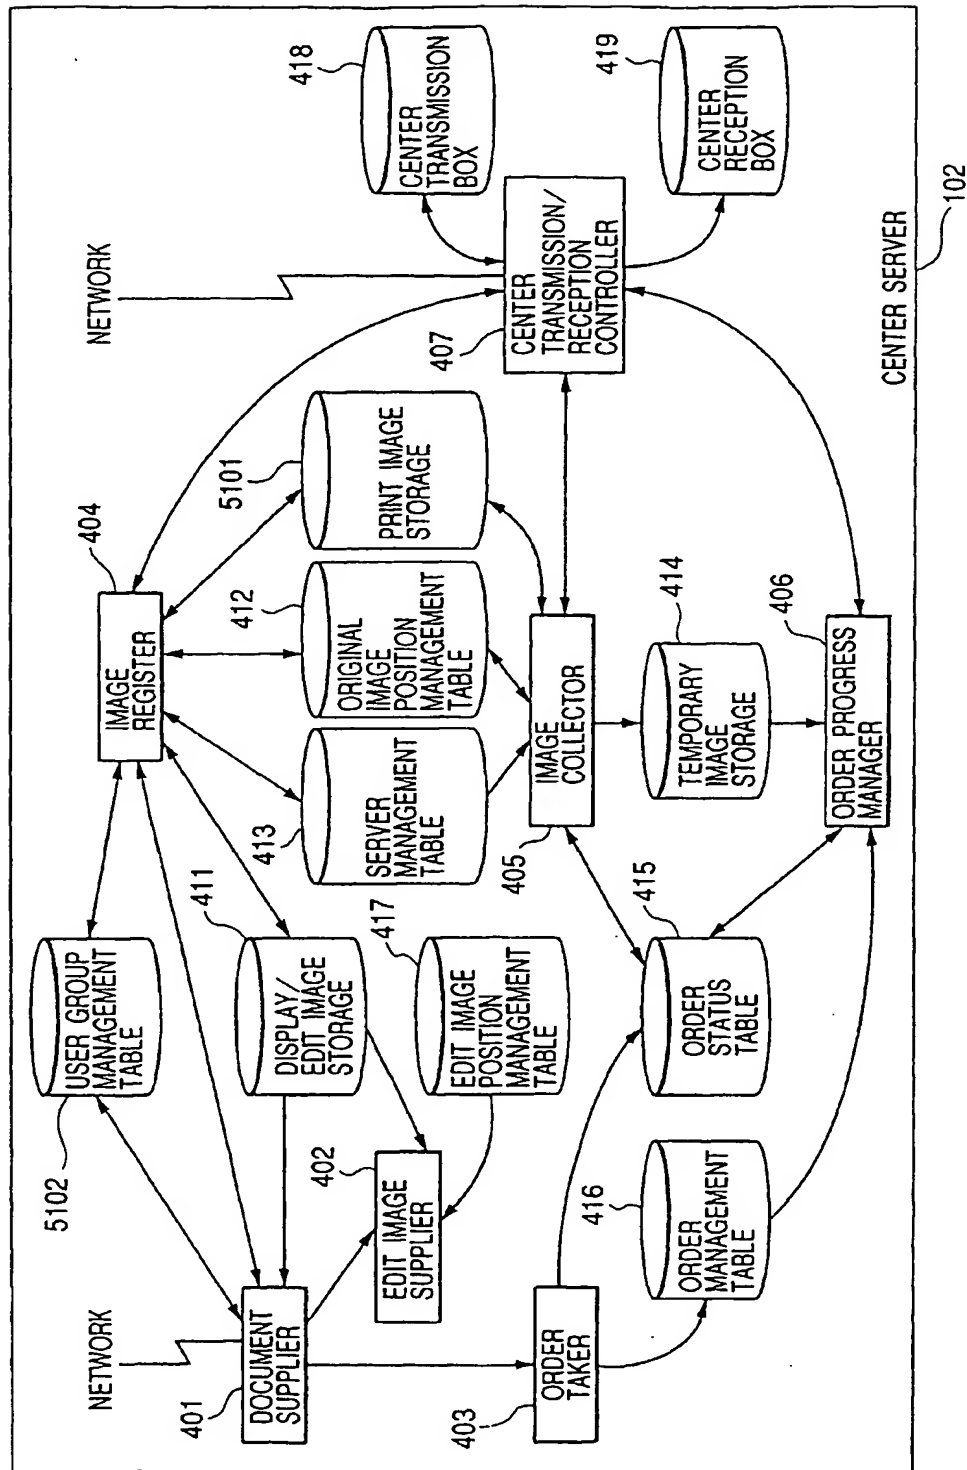 NETWORK
NETWORK
5102
USER GROUP
MANAGEMENT
TABLE
404
IMAGE
REGISTER
418
CENTER
TRANSMISSION
BOX
401
DOCUMENT
SUPPLIER
411
DISPLAY/
EDIT IMAGE
STORAGE
413
SERVER
MANAGEMENT
TABLE
412
ORIGINAL
IMAGE
POSITION
MANAGEMENT
TABLE
5101
PRINT IMAGE
STORAGE
407
CENTER
TRANSMISSION/
RECEPTION
CONTROLLER
402
EDIT IMAGE
SUPPLIER
417
EDIT IMAGE
POSITION
MANAGEMENT
TABLE
419
CENTER
RECEPTION
BOX
403
ORDER
TAKER
405
IMAGE
COLLECTOR
416
ORDER
MANAGEMENT
TABLE
415
ORDER
STATUS
TABLE
414
TEMPORARY
IMAGE
STORAGE
406
ORDER PROGRESS
MANAGER
CENTER SERVER
102